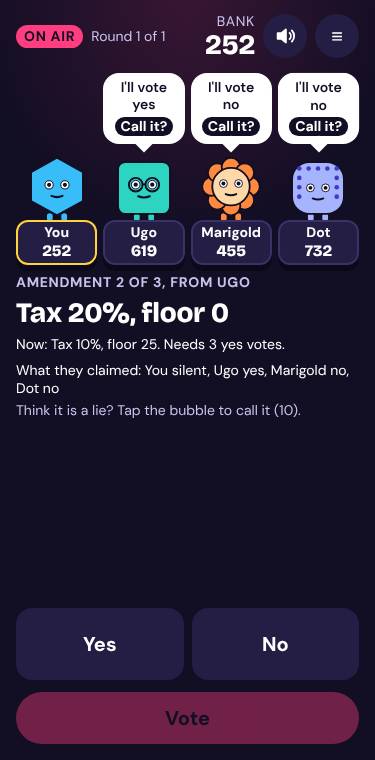 ON AIR
Round 1 of 1
BANK
252
I'll vote
yes
Call it?
I'll vote
no
Call it?
I'll vote
no
Call it?
You
252
Ugo
619
Marigold
455
Dot
732
AMENDMENT 2 OF 3, FROM UGO
Tax 20%, floor 0
Now: Tax 10%, floor 25. Needs 3 yes votes.
What they claimed: You silent, Ugo yes, Marigold no,
Dot no
Think it is a lie? Tap the bubble to call it (10).
Yes
No
Vote